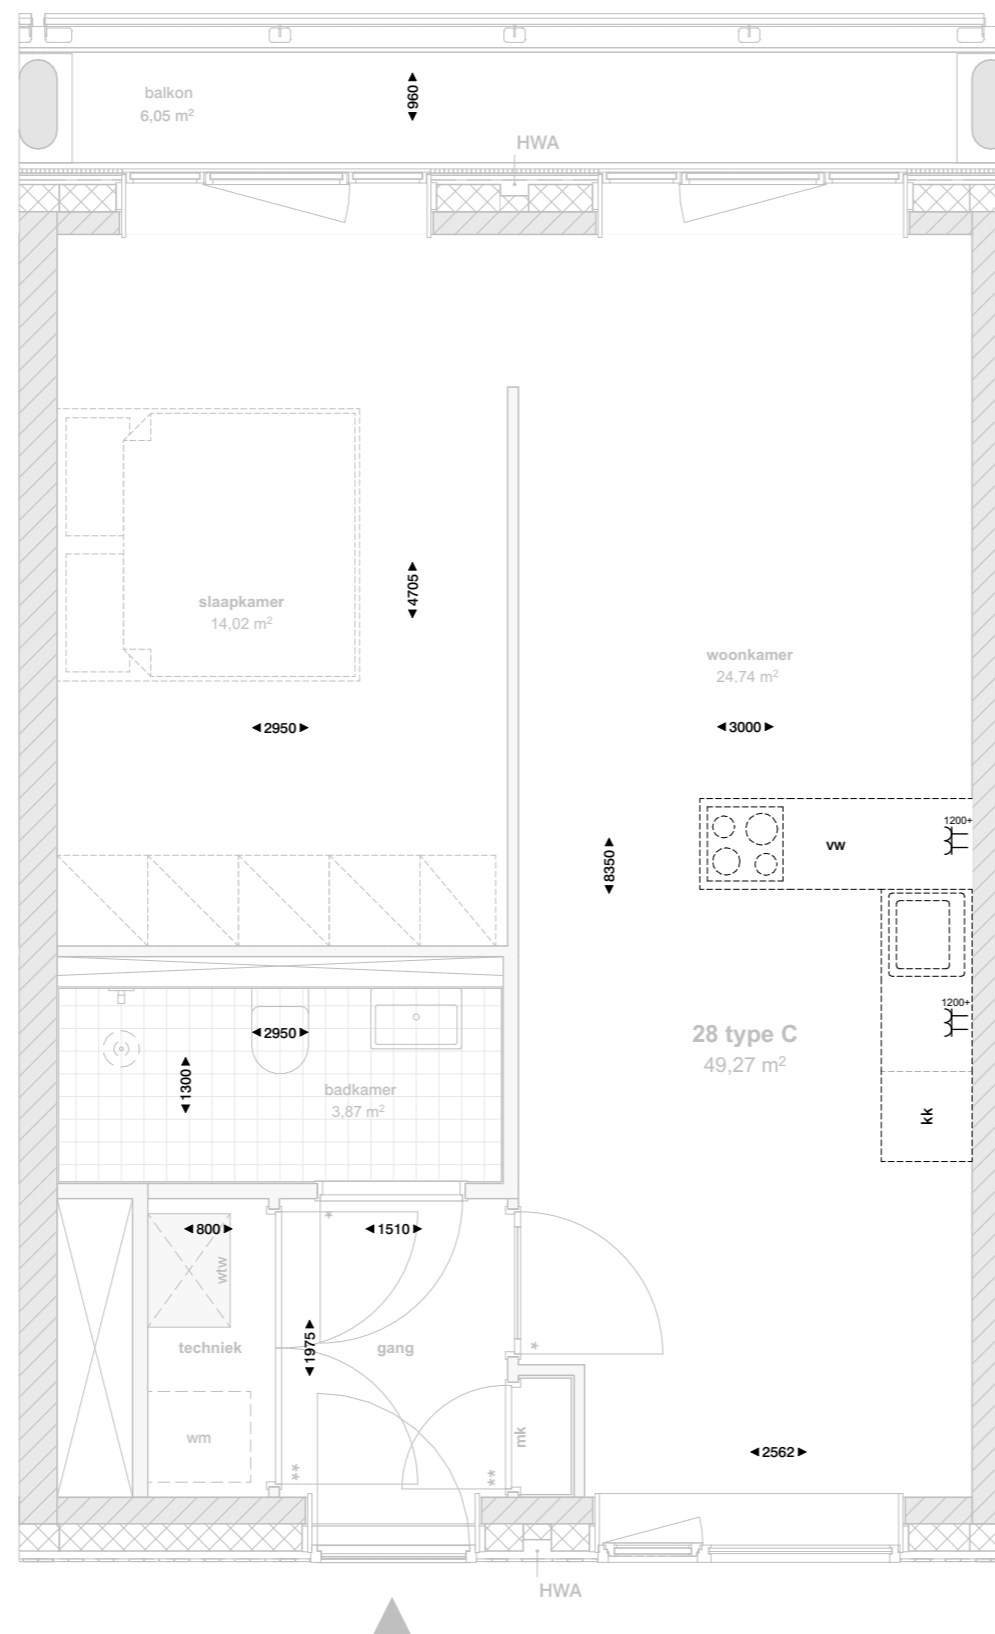 balkon
6,05 m²
960
HWA
slaapkamer
14,02 m²
4705
2950
woonkamer
24,74 m²
3000
8350
vw
1200+
1200+
kk
28 type C
49,27 m²
2950
1300
badkamer
3,87 m²
800
1510
wtw
*
techniek
1975
gang
*
wm
**
**
mk
2562
HWA